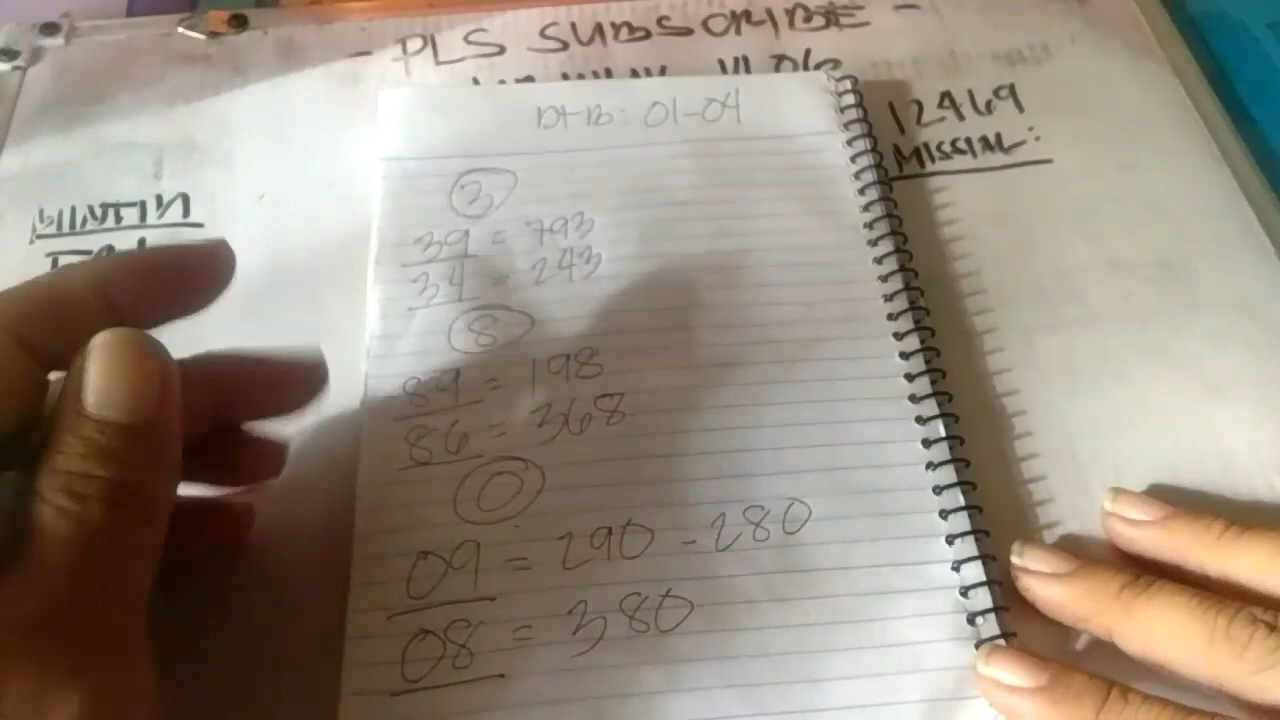 - PLS SUBSCRIBE -
12469
MISSING:
01-04
3
39 = 793
34 = 243
8
89 = 198
86 = 368
0
09 = 290 - 280
08 = 380